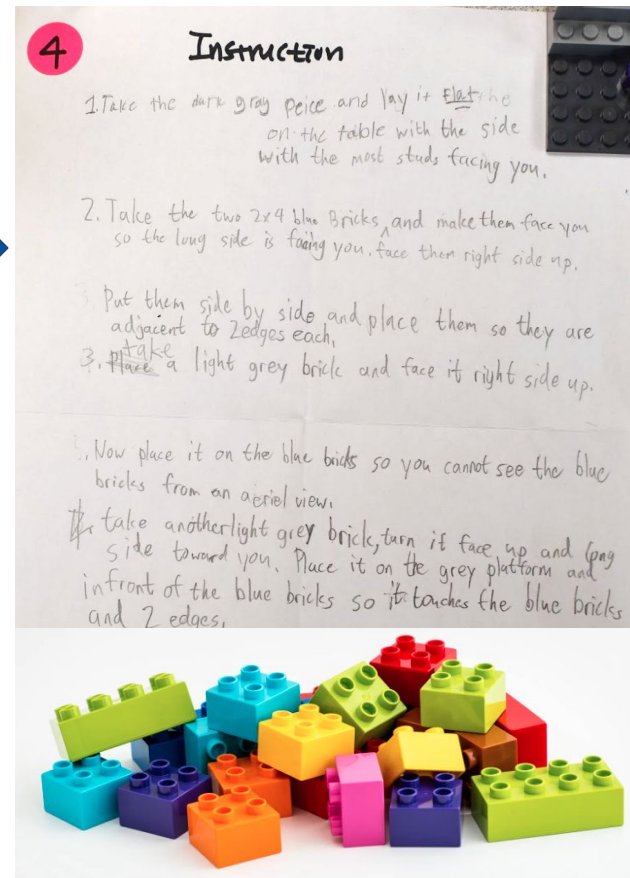 4
Instruction
1. Take the dark gray peice and lay it Flat
on the table with the side
with the most studs facing you.
2. Take the two 2x4 blue Bricks, and make them face you
so the long side is facing you. face them right side up.
Put them side by side and place them so they are
adjacent to 2edges each.
take
3. a light grey brick and face it right side up.
Now place it on the blue bricks so you cannot see the blue
bricks from an aeriel view.
take another light grey brick, turn it face up and long
side toward you. Place it on the grey platform and
infront of the blue bricks so it touches the blue bricks
and 2 edges.